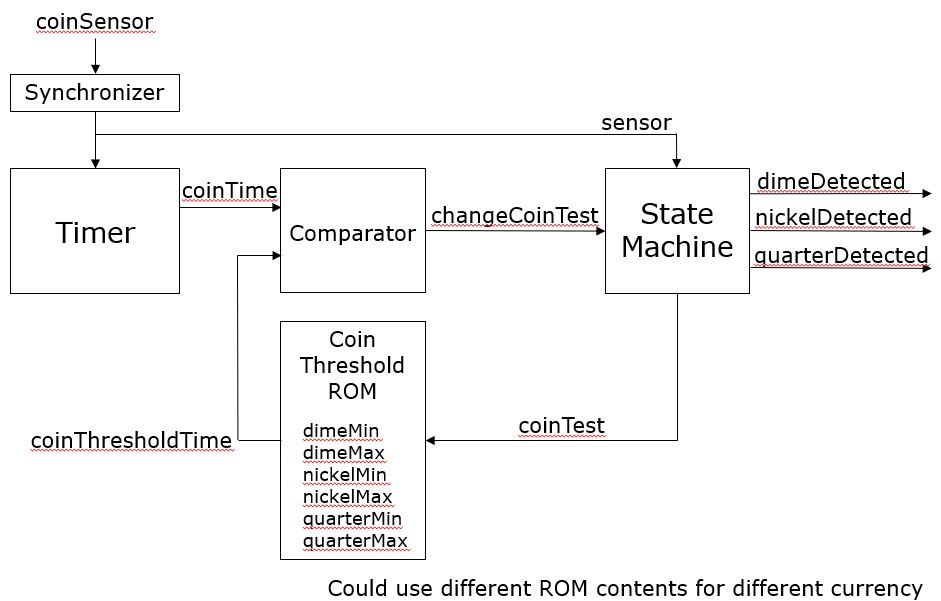 coinSensor
Synchronizer
sensor
coinTime
Timer
Comparator
changeCoinTest
State
Machine
dimeDetected
nickelDetected
quarterDetected
Coin
Threshold
ROM
dimeMin
dimeMax
nickelMin
nickelMax
quarterMin
quarterMax
coinThresholdTime
coinTest
Could use different ROM contents for different currency